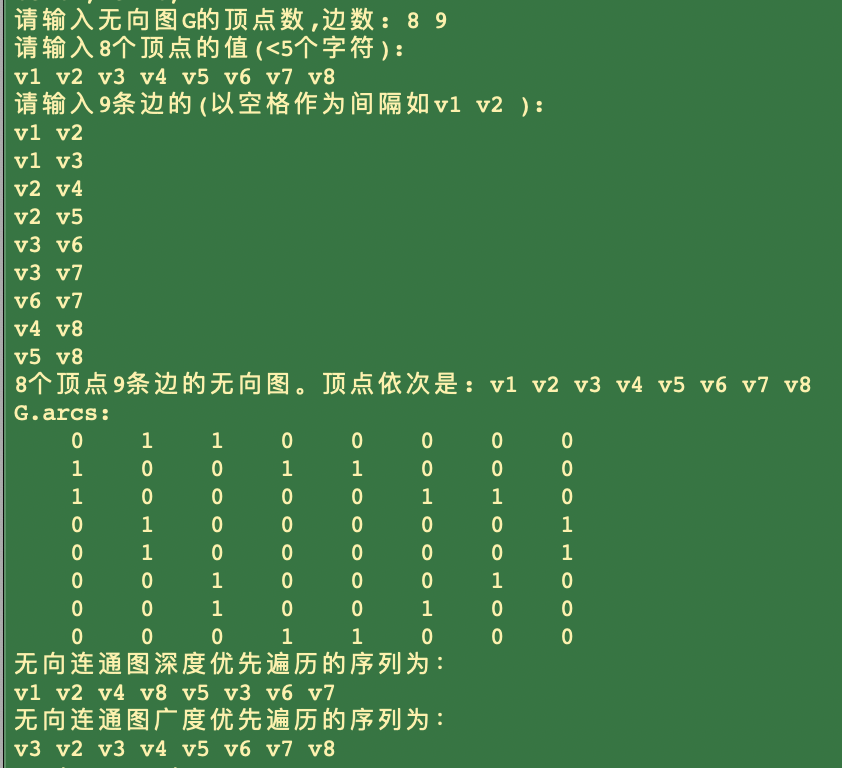 请输入无向图G的顶点数,边数: 8 9
请输入8个顶点的值(<5个字符):
v1 v2 v3 v4 v5 v6 v7 v8
请输入9条边的(以空格作为间隔如v1 v2 ):
v1 v2
v1 v3
v2 v4
v2 v5
v3 v6
v3 v7
v6 v7
v4 v8
v5 v8
8个顶点9条边的无向图。顶点依次是: v1 v2 v3 v4 v5 v6 v7 v8
G.arcs:
0 1 1 0 0 0 0 0
1 0 0 1 1 0 0 0
1 0 0 0 0 1 1 0
0 1 0 0 0 0 0 1
0 1 0 0 0 0 0 1
0 0 1 0 0 0 1 0
0 0 1 0 0 1 0 0
0 0 0 1 1 0 0 0
无向连通图深度优先遍历的序列为:
v1 v2 v4 v8 v5 v3 v6 v7
无向连通图广度优先遍历的序列为:
v3 v2 v3 v4 v5 v6 v7 v8